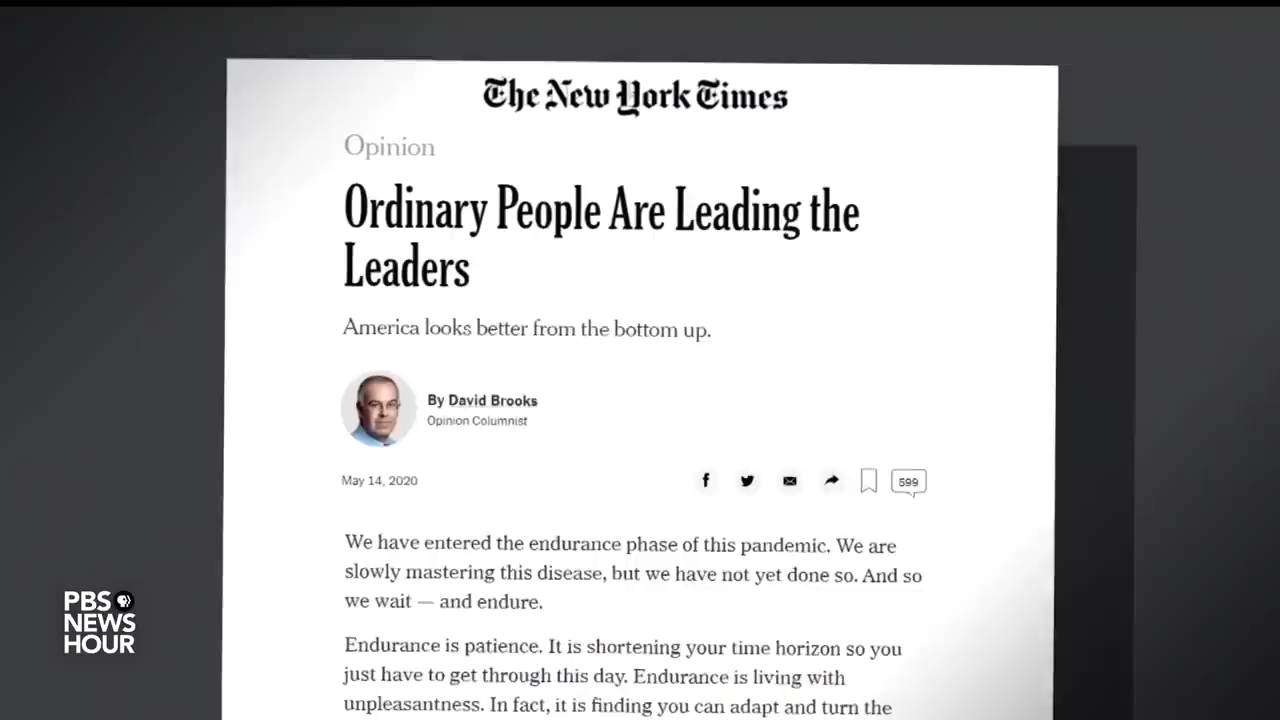 The New York Times
Opinion
Ordinary People Are Leading the
Leaders
America looks better from the bottom up.
By David Brooks
Opinion Columnist
May 14, 2020
f
599
We have entered the endurance phase of this pandemic. We are
slowly mastering this disease, but we have not yet done so. And so
we wait — and endure.
Endurance is patience. It is shortening your time horizon so you
just have to get through this day. Endurance is living with
unpleasantness. In fact, it is finding you can adapt and turn the
PBS
NEWS
HOUR